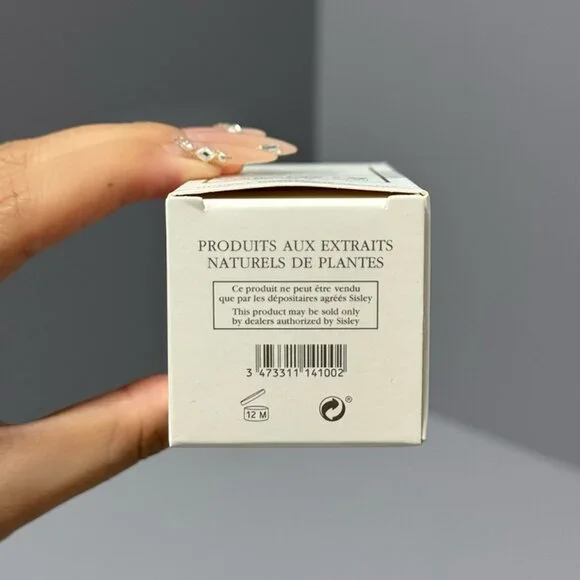 PRODUITS AUX EXTRAITS
NATURELS DE PLANTES
Ce produit ne peut être vendu
que par les dépositaires agréés Sisley
This product may be sold only
by dealers authorized by Sisley
3 473311 141002
12 M
®